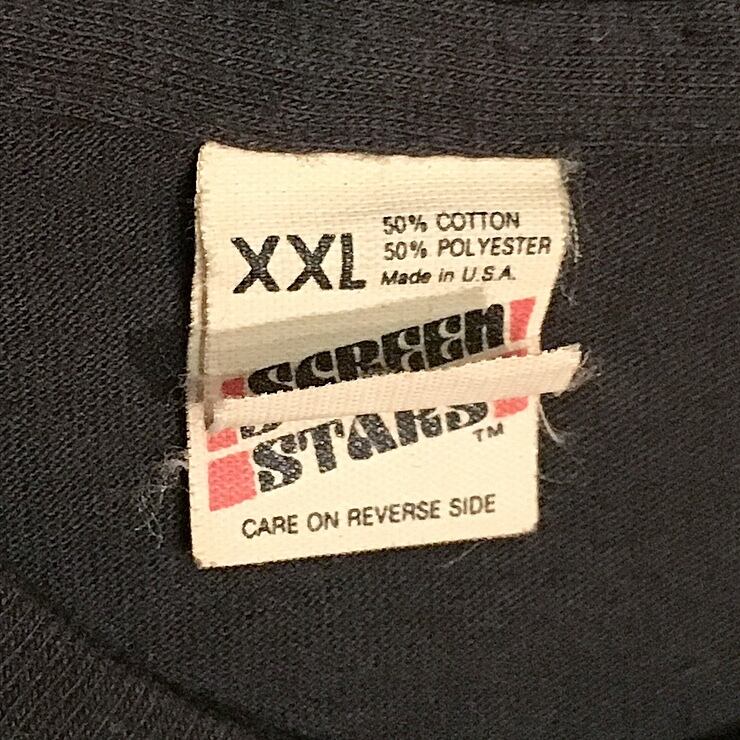 XXL
50% COTTON
50% POLYESTER
Made in U.S.A.
SCREEN
STARS
TM
CARE ON REVERSE SIDE